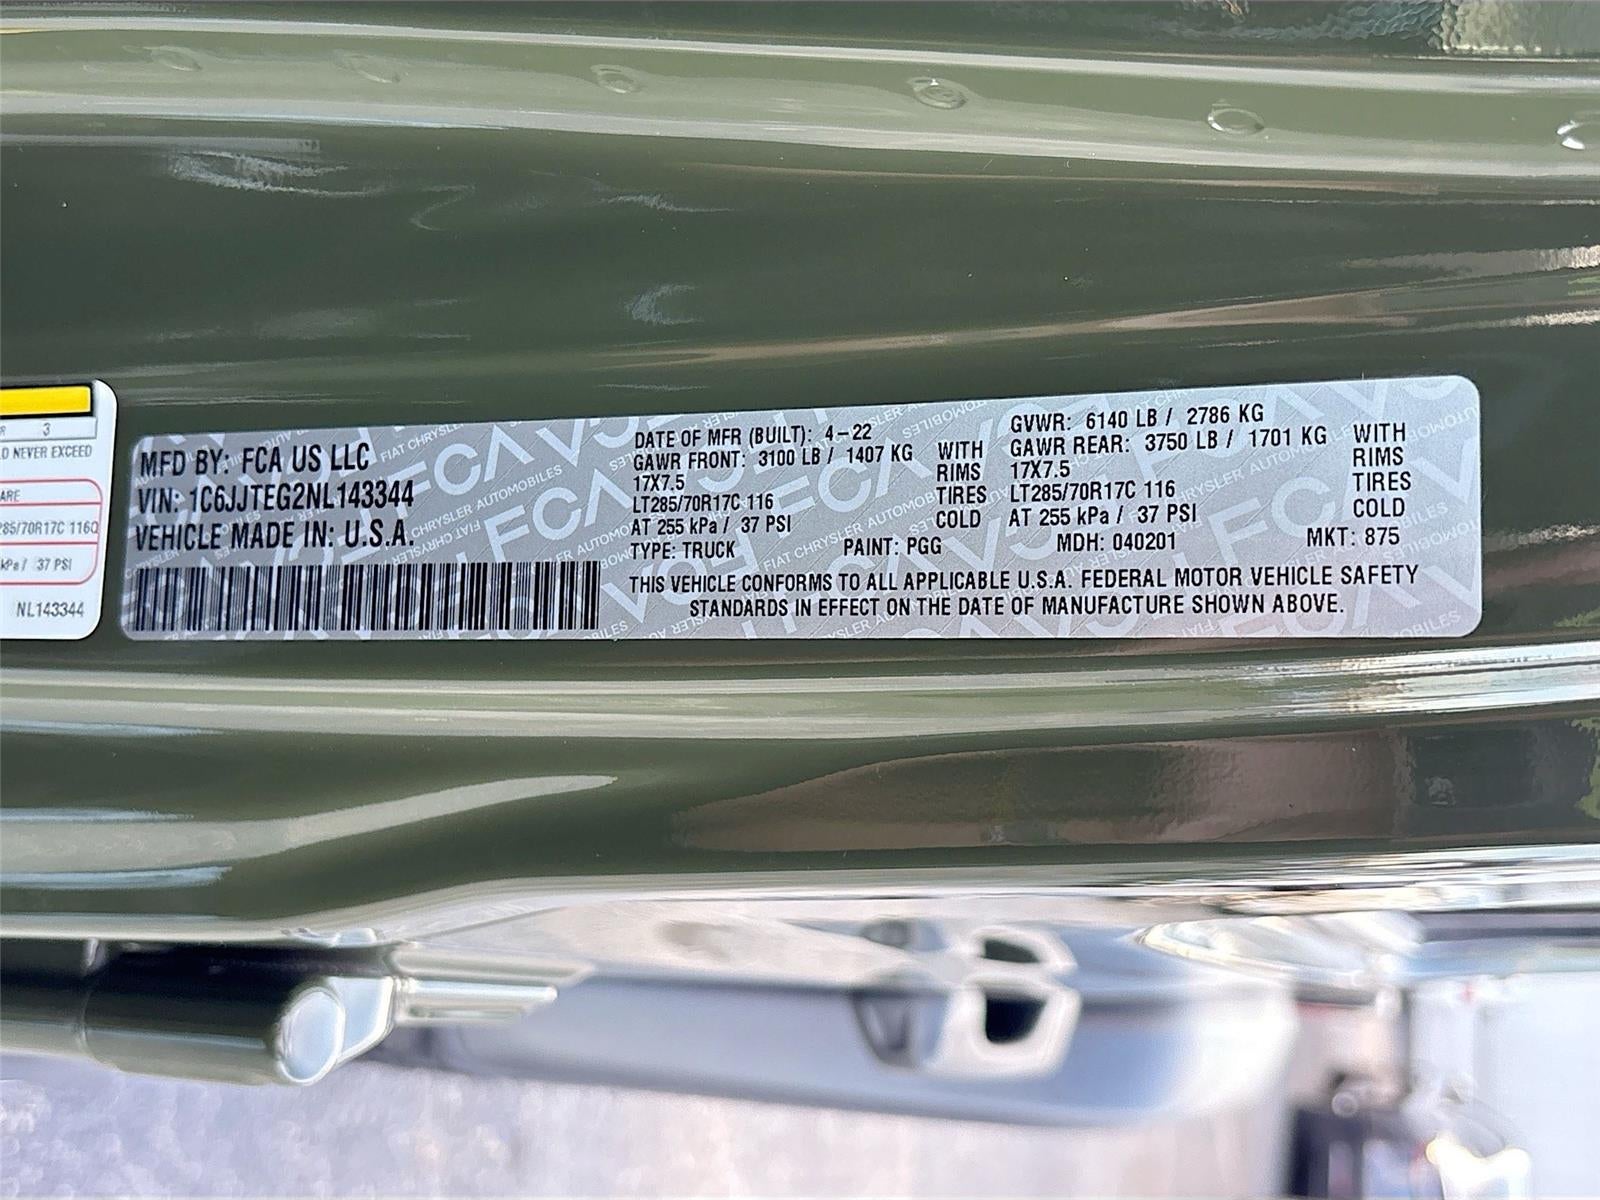 3
D NEVER EXCEED
ARE
285/70R17C 116Q
kPa / 37 PSI
NL143344
MFD BY: FCA US LLC
VIN: 1C6JJTEG2NL143344
VEHICLE MADE IN: U.S.A.
DATE OF MFR (BUILT): 4-22
GAWR FRONT: 3100 LB / 1407 KG WITH
17X7.5 RIMS
LT285/70R17C 116 TIRES
AT 255 kPa / 37 PSI COLD
GVWR: 6140 LB / 2786 KG
GAWR REAR: 3750 LB / 1701 KG WITH
17X7.5 RIMS
LT285/70R17C 116 TIRES
AT 255 kPa / 37 PSI COLD
TYPE: TRUCK PAINT: PGG MDH: 040201 MKT: 875
THIS VEHICLE CONFORMS TO ALL APPLICABLE U.S.A. FEDERAL MOTOR VEHICLE SAFETY
STANDARDS IN EFFECT ON THE DATE OF MANUFACTURE SHOWN ABOVE.